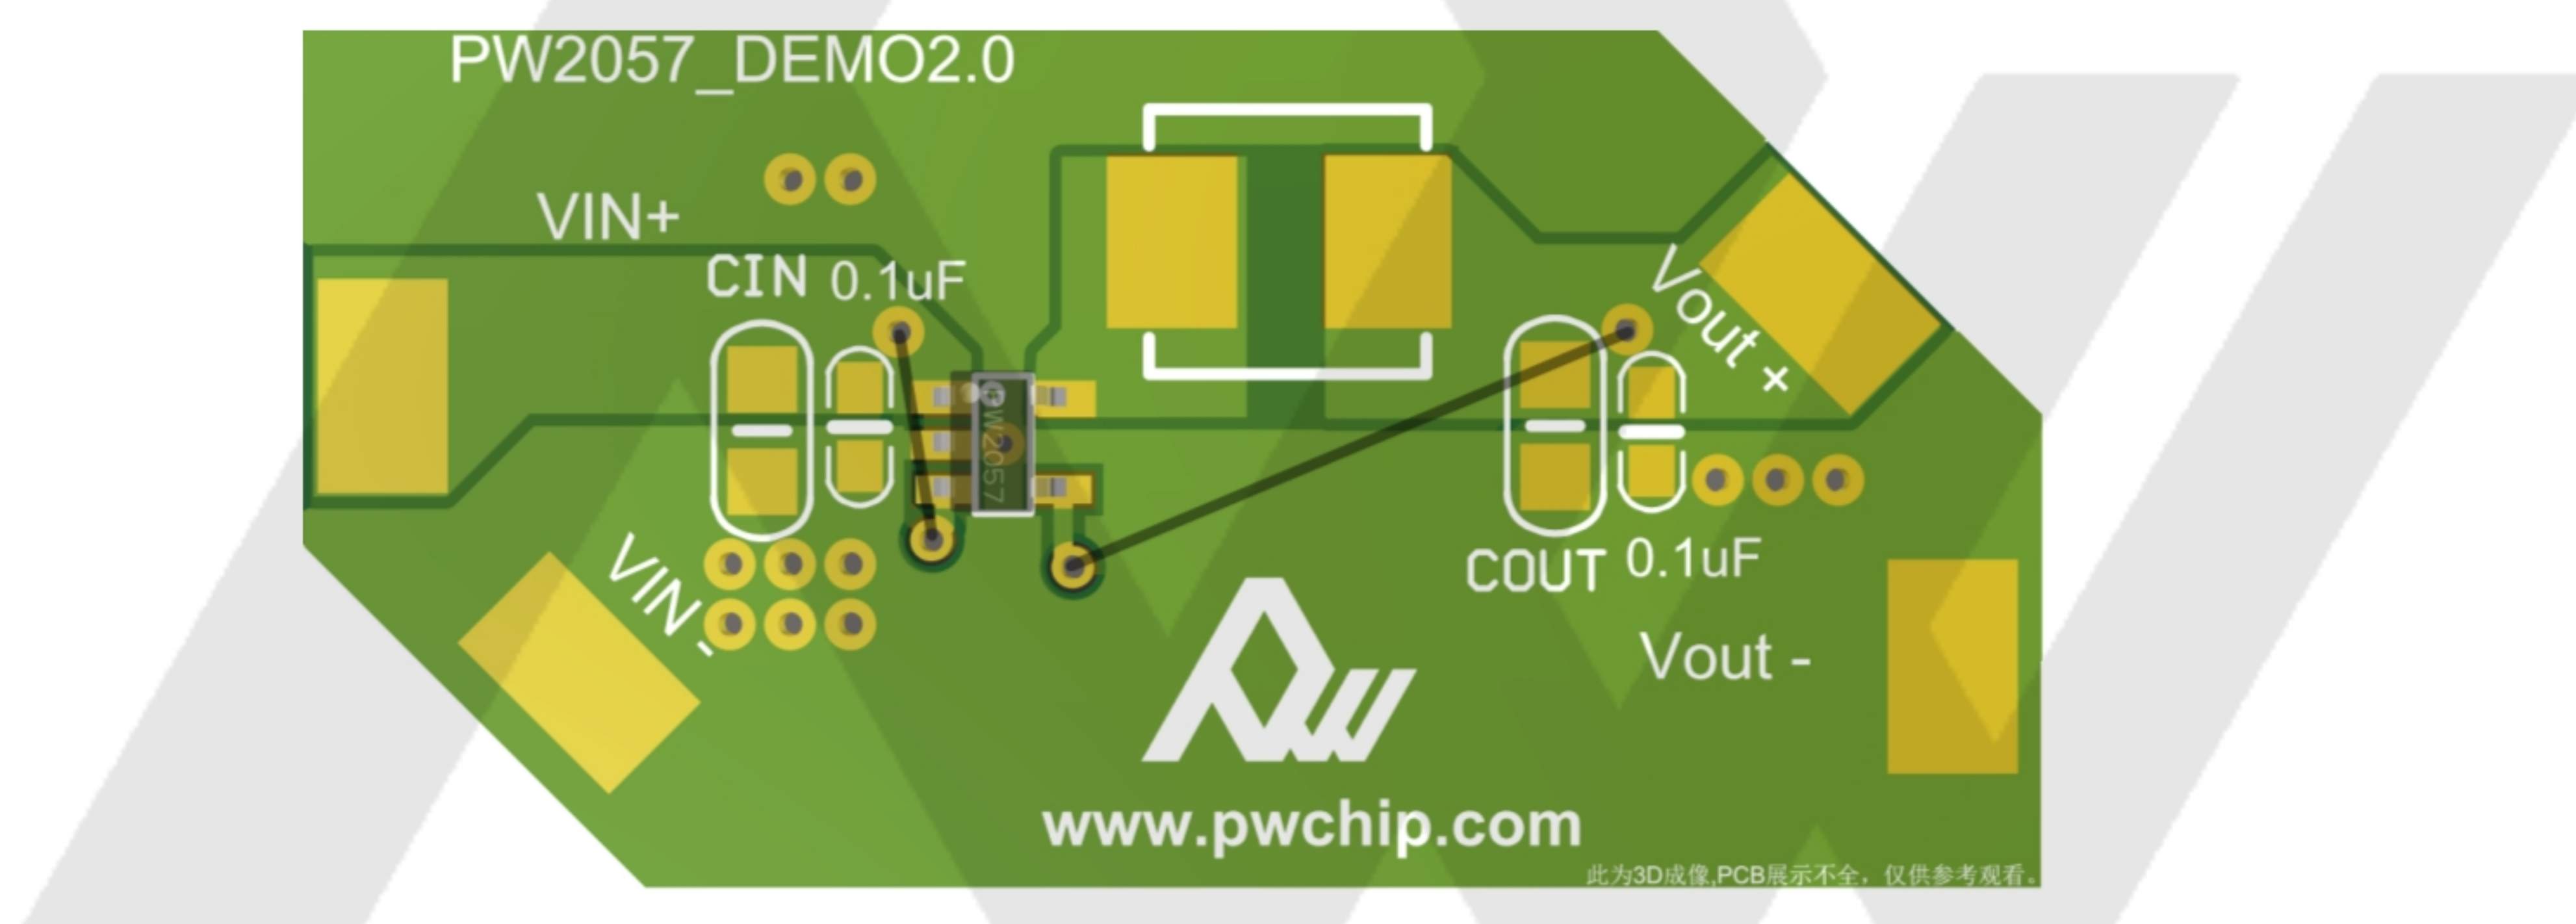 PW2057_DEMO2.0
VIN+
CIN 0.1uF
Vout +
PW2057
VIN -
COUT 0.1uF
Vout -
www.pwchip.com
此为3D成像,PCB展示不全，仅供参考观看。